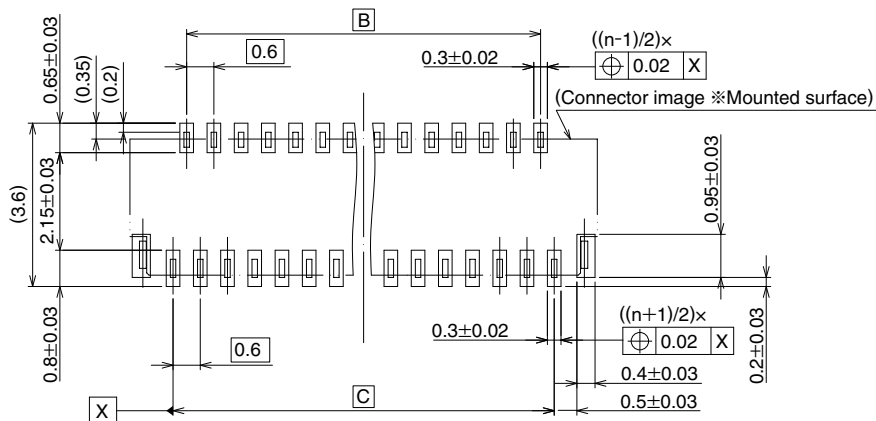 B
((n-1)/2)×
0.6
0.3±0.02
⌖ 0.02 X
0.65±0.03
(0.35)
(0.2)
(Connector image ※Mounted surface)
(3.6)
2.15±0.03
0.95±0.03
0.8±0.03
0.6
0.3±0.02
((n+1)/2)×
⌖ 0.02 X
0.2±0.03
0.4±0.03
X
C
0.5±0.03